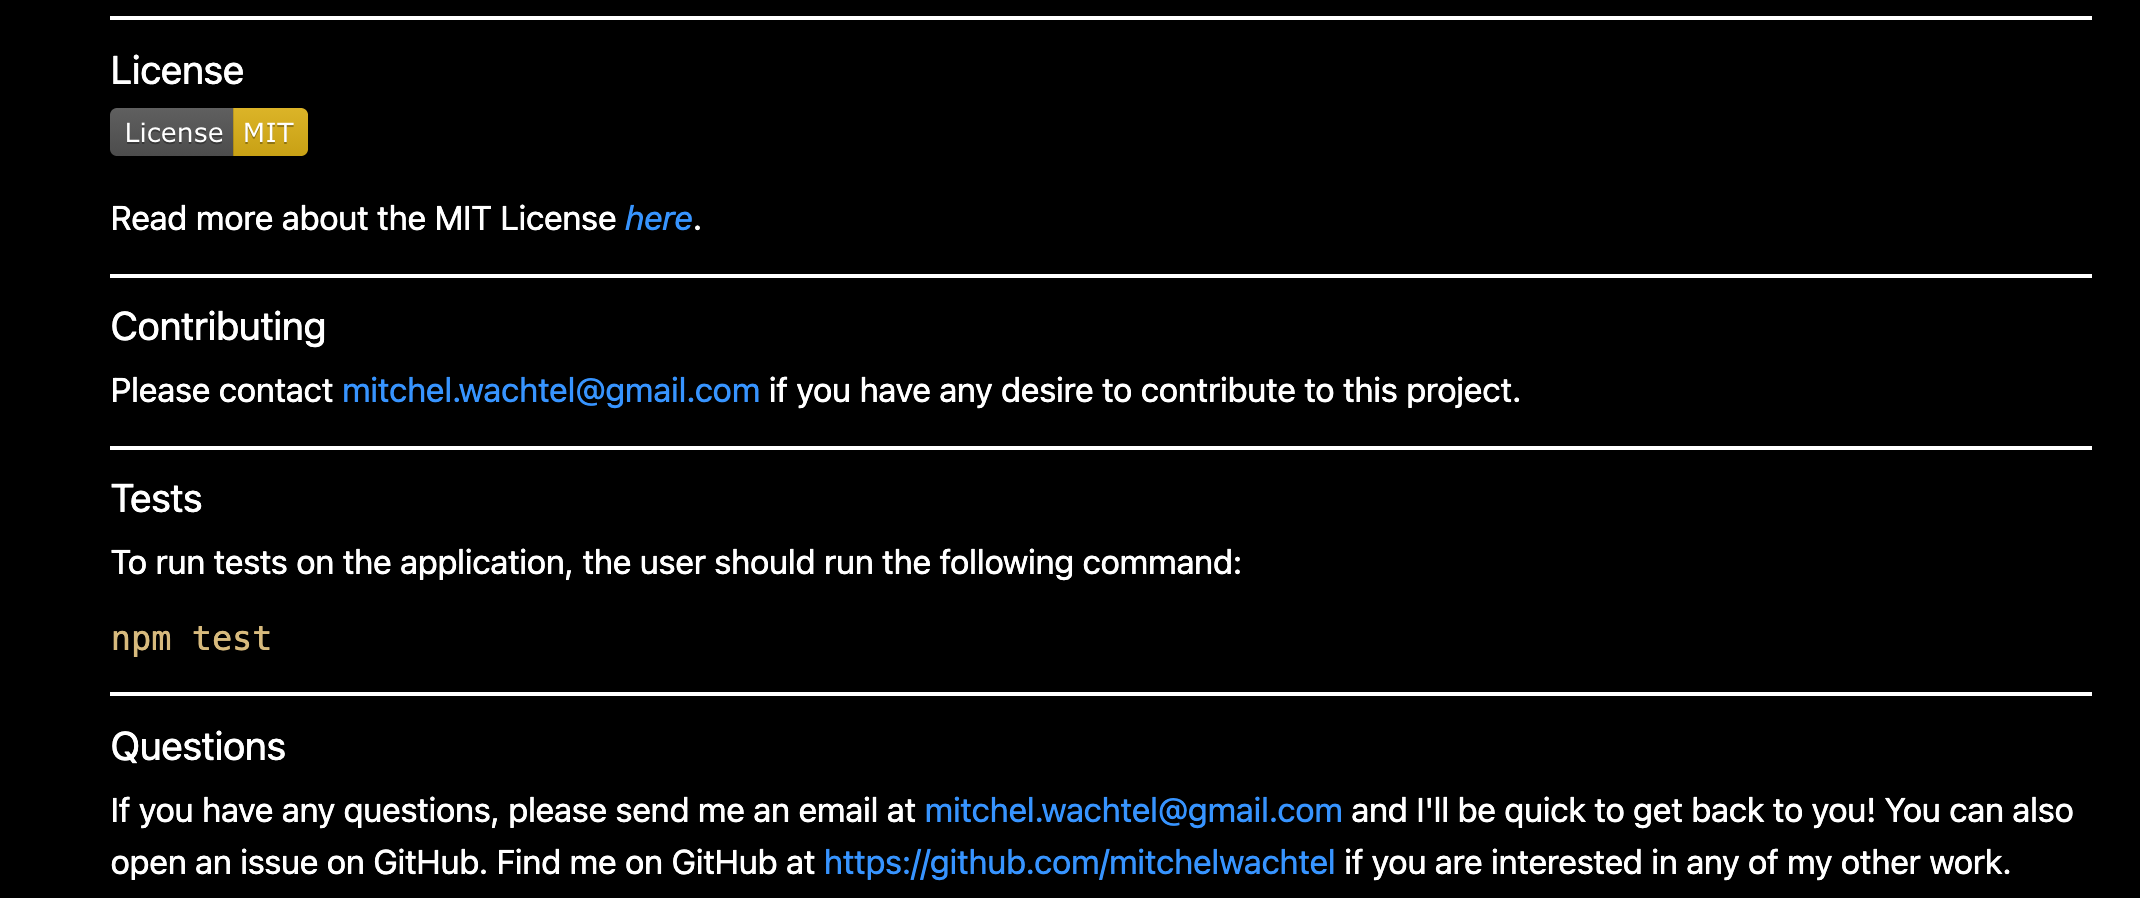 License
License MIT
Read more about the MIT License here.
Contributing
Please contact mitchel.wachtel@gmail.com if you have any desire to contribute to this project.
Tests
To run tests on the application, the user should run the following command:
npm test
Questions
If you have any questions, please send me an email at mitchel.wachtel@gmail.com and I'll be quick to get back to you! You can also
open an issue on GitHub. Find me on GitHub at https://github.com/mitchelwachtel if you are interested in any of my other work.